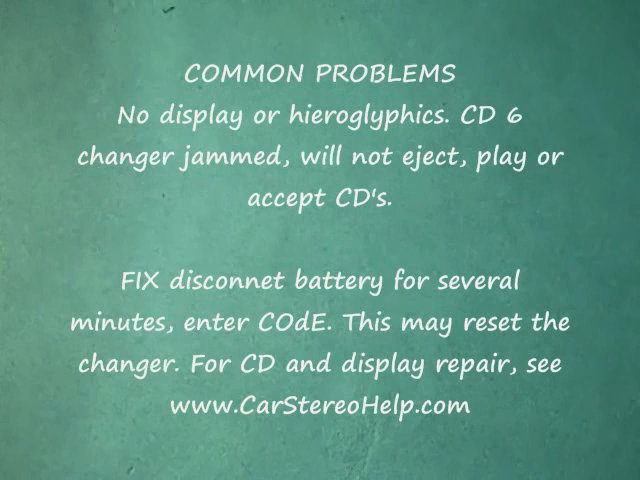 COMMON PROBLEMS
No display or hieroglyphics. CD 6
changer jammed, will not eject, play or
accept CD's.
FIX disconnet battery for several
minutes, enter COdE. This may reset the
changer. For CD and display repair, see
www.CarStereoHelp.com